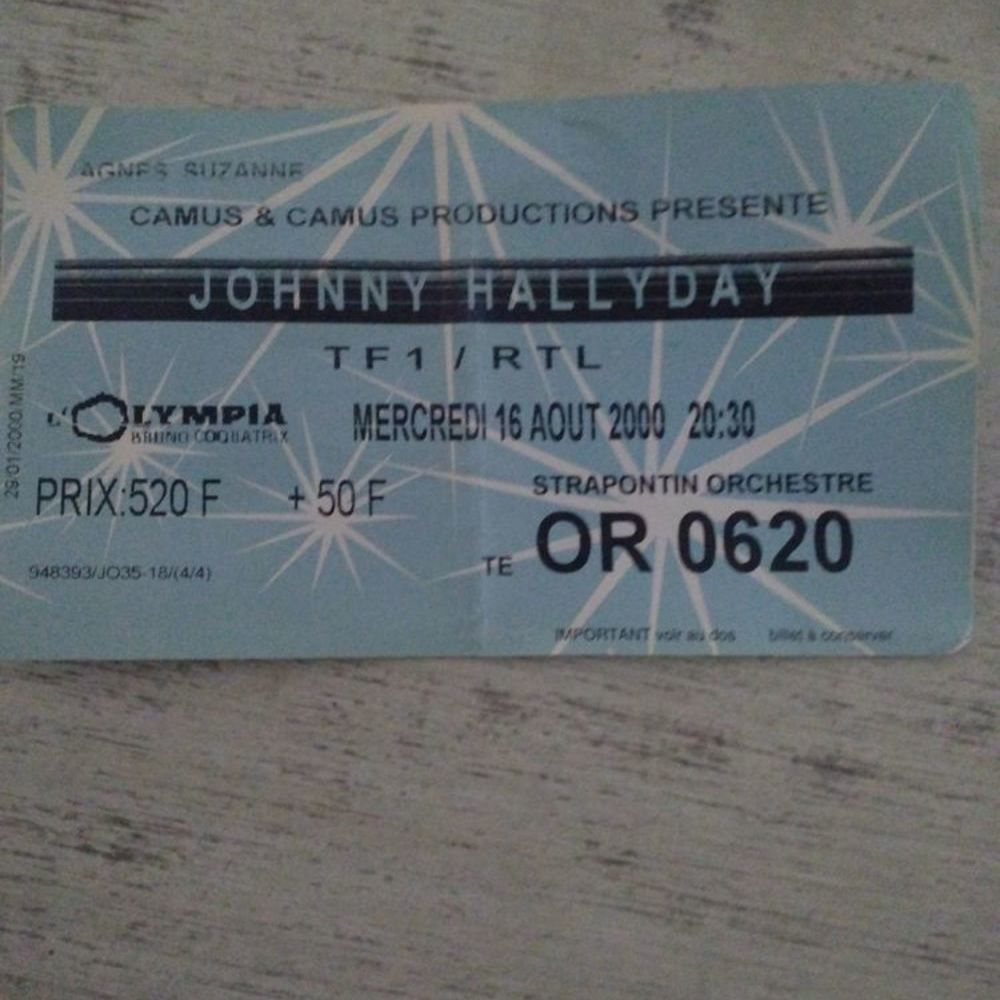 AGNES SUZANNE
CAMUS & CAMUS PRODUCTIONS PRESENTE
JOHNNY HALLYDAY
TF1 / RTL
L'OLYMPIA
BRUNO COQUATRIX
MERCREDI 16 AOUT 2000 20:30
PRIX:520 F + 50 F
STRAPONTIN ORCHESTRE
TE OR 0620
948393/JO35-18/(4/4)
IMPORTANT voir au dos billet à conserver
29/01/2000/MM/19